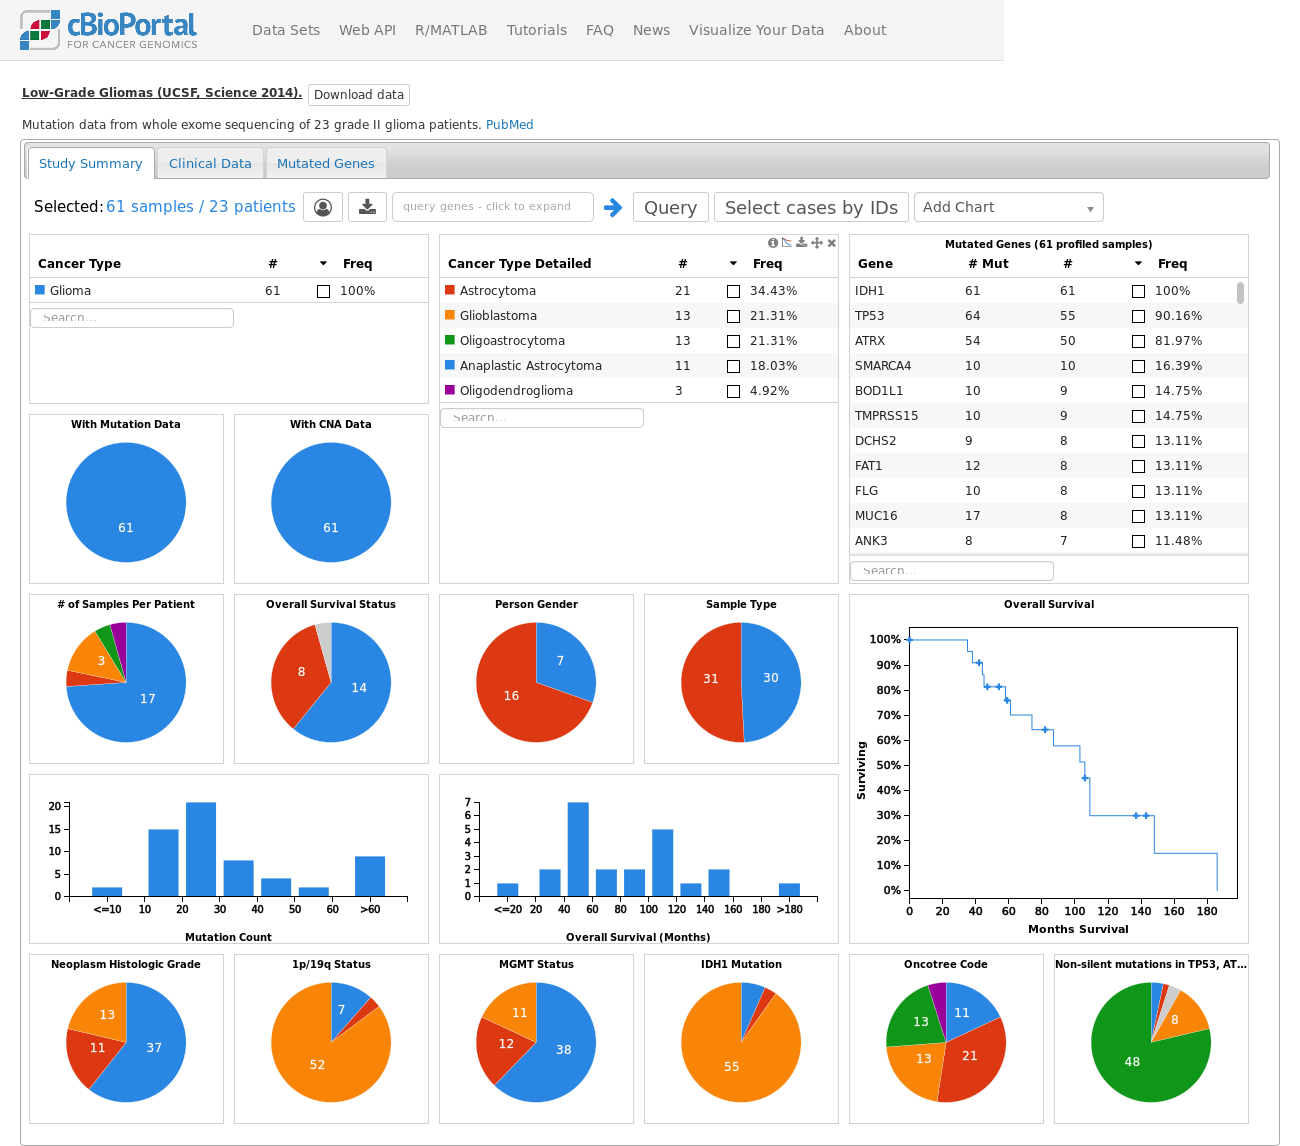 cBioPortal
FOR CANCER GENOMICS
Data Sets Web API R/MATLAB Tutorials FAQ News Visualize Your Data About
Low-Grade Gliomas (UCSF, Science 2014). Download data
Mutation data from whole exome sequencing of 23 grade II glioma patients. PubMed
Study Summary Clinical Data Mutated Genes
Selected: 61 samples / 23 patients query genes - click to expand Query Select cases by IDs Add Chart
Cancer Type # Freq
Glioma 61 100%
Search...
Cancer Type Detailed # Freq
Astrocytoma 21 34.43%
Glioblastoma 13 21.31%
Oligoastrocytoma 13 21.31%
Anaplastic Astrocytoma 11 18.03%
Oligodendroglioma 3 4.92%
Search...
Mutated Genes (61 profiled samples)
Gene # Mut # Freq
IDH1 61 61 100%
TP53 64 55 90.16%
ATRX 54 50 81.97%
SMARCA4 10 10 16.39%
BOD1L1 10 9 14.75%
TMPRSS15 10 9 14.75%
DCHS2 9 8 13.11%
FAT1 12 8 13.11%
FLG 10 8 13.11%
MUC16 17 8 13.11%
ANK3 8 7 11.48%
Search...
With Mutation Data
61
With CNA Data
61
# of Samples Per Patient
3
17
Overall Survival Status
8
14
Person Gender
7
16
Sample Type
31 30
Overall Survival
100%
90%
80%
70%
60%
50%
40%
30%
20%
10%
0%
Surviving
0 20 40 60 80 100 120 140 160 180
Months Survival
20
15
10
5
0
<=10 10 20 30 40 50 60 >60
Mutation Count
7
6
5
4
3
2
1
0
<=20 20 40 60 80 100 120 140 160 180 >180
Overall Survival (Months)
Neoplasm Histologic Grade
13
11 37
1p/19q Status
7
52
MGMT Status
11
12 38
IDH1 Mutation
55
Oncotree Code
11
13
13 21
Non-silent mutations in TP53, AT...
8
48